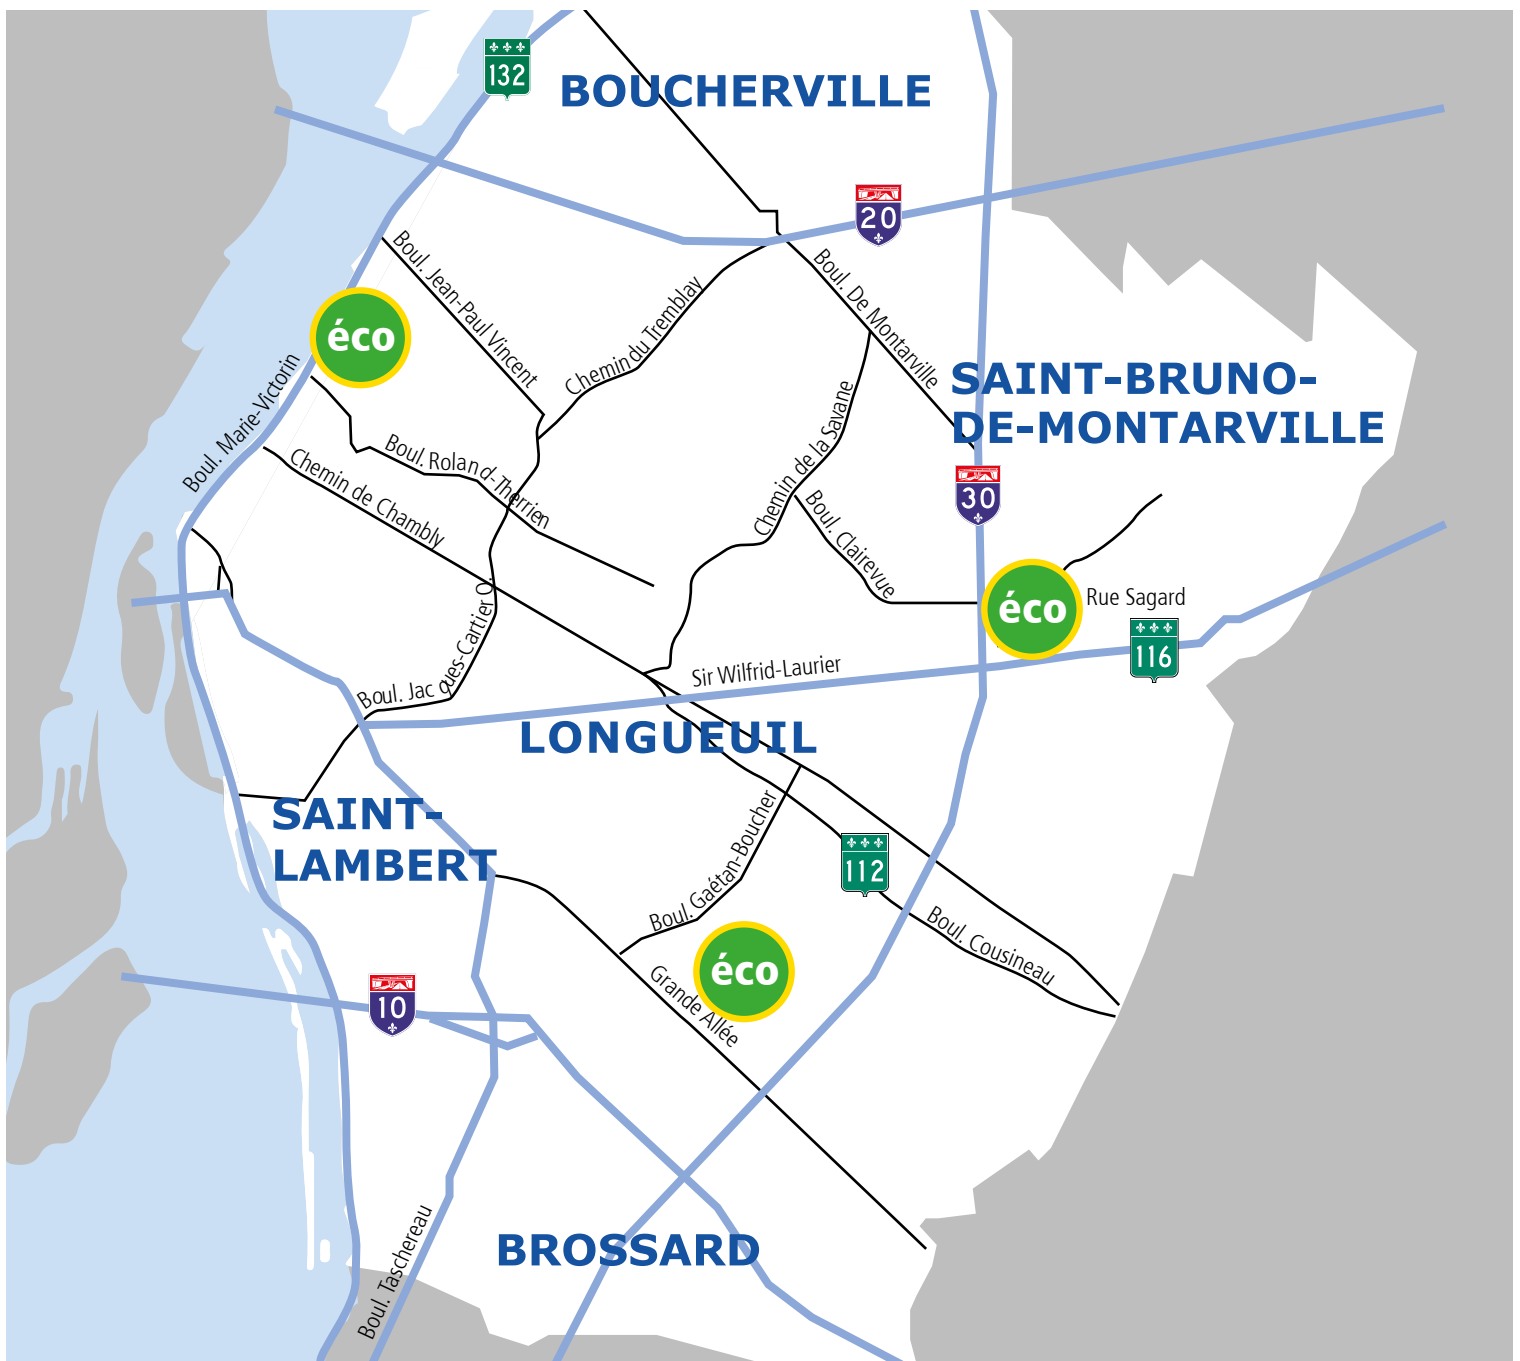 132
BOUCHERVILLE
20
Boul. Jean-Paul Vincent
Chemin du Tremblay
Boul. De Montarville
éco
Boul. Marie-Victorin
SAINT-BRUNO-
DE-MONTARVILLE
Chemin de la Savane
Boul. Roland-Therrien
Chemin de Chambly
30
Boul. Clairevue
éco
Rue Sagard
116
Boul. Jacques-Cartier O.
Sir Wilfrid-Laurier
LONGUEUIL
SAINT-
LAMBERT
Boul. Gaétan-Boucher
112
Boul. Cousineau
éco
Grande Allée
10
BROSSARD
Boul. Taschereau